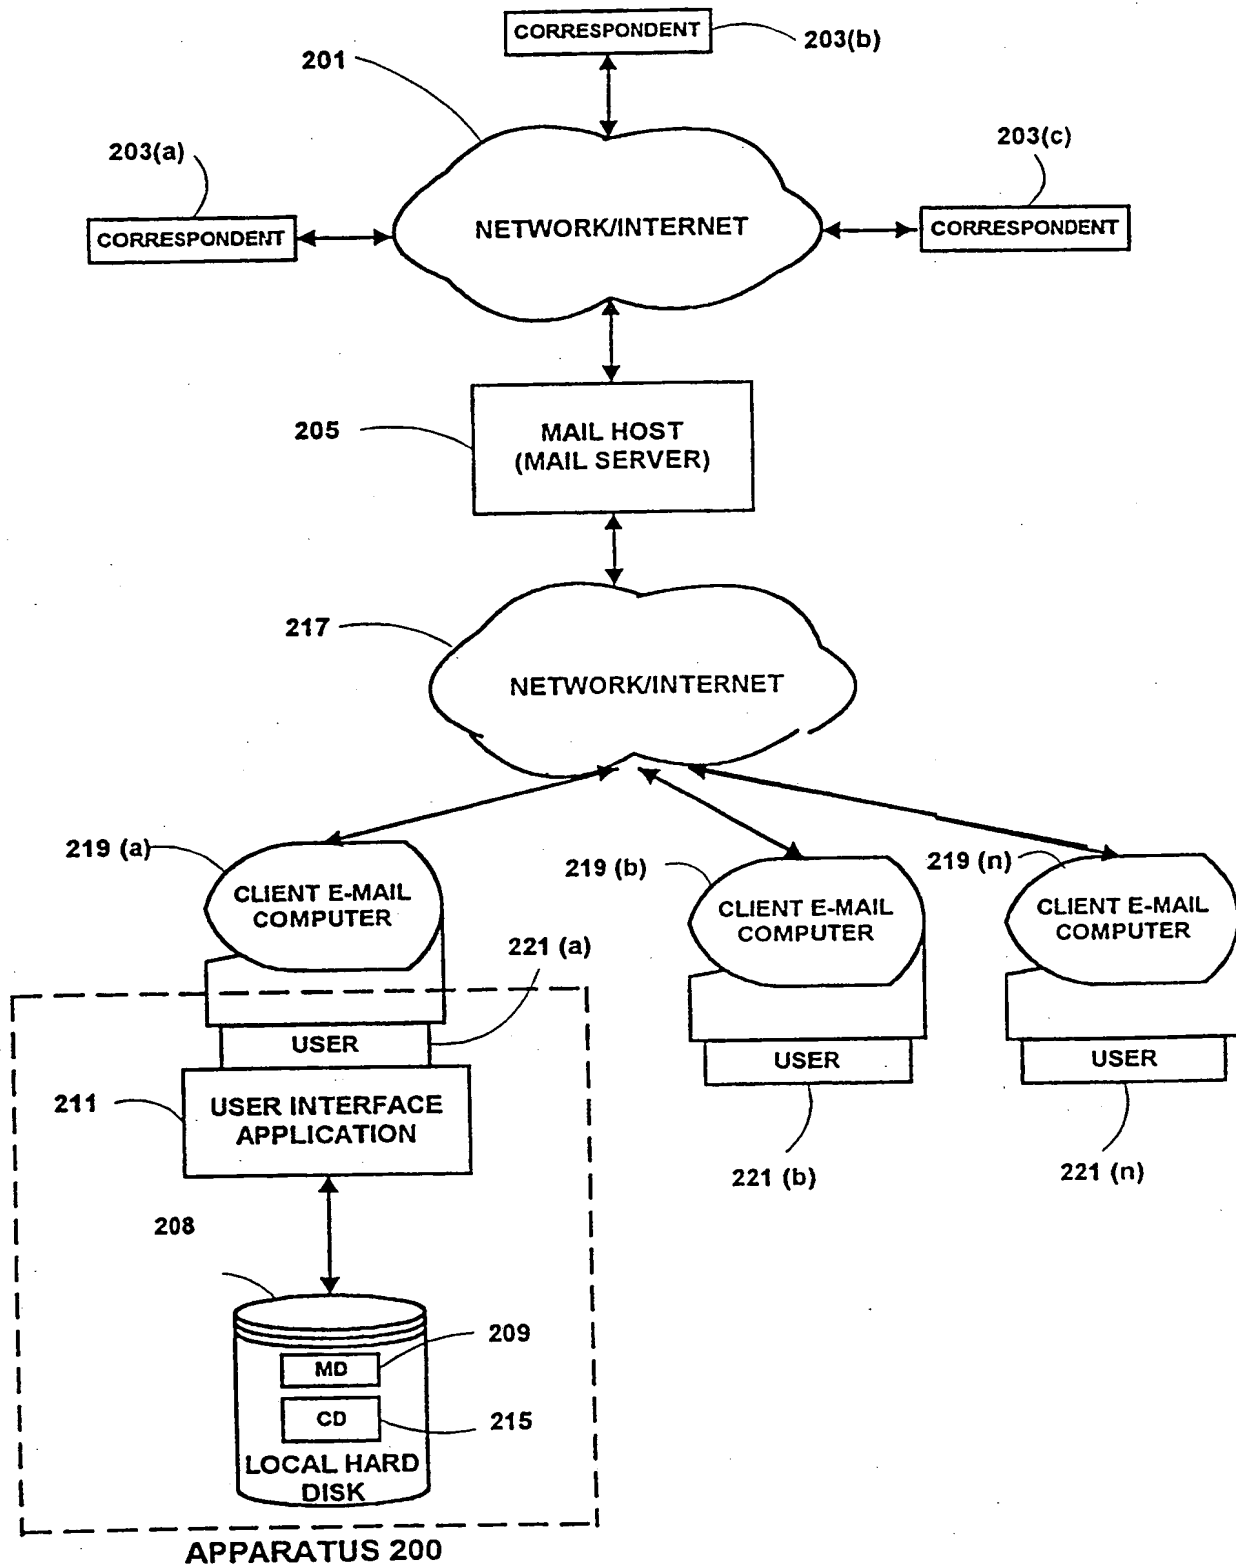 CORRESPONDENT
203(b)
201
203(a)
203(c)
CORRESPONDENT
NETWORK/INTERNET
CORRESPONDENT
205
MAIL HOST
(MAIL SERVER)
217
NETWORK/INTERNET
219 (a)
219 (b)
219 (n)
CLIENT E-MAIL
COMPUTER
CLIENT E-MAIL
COMPUTER
CLIENT E-MAIL
COMPUTER
221 (a)
USER
USER
USER
211
USER INTERFACE
APPLICATION
221 (b)
221 (n)
208
209
MD
CD
215
LOCAL HARD
DISK
APPARATUS 200